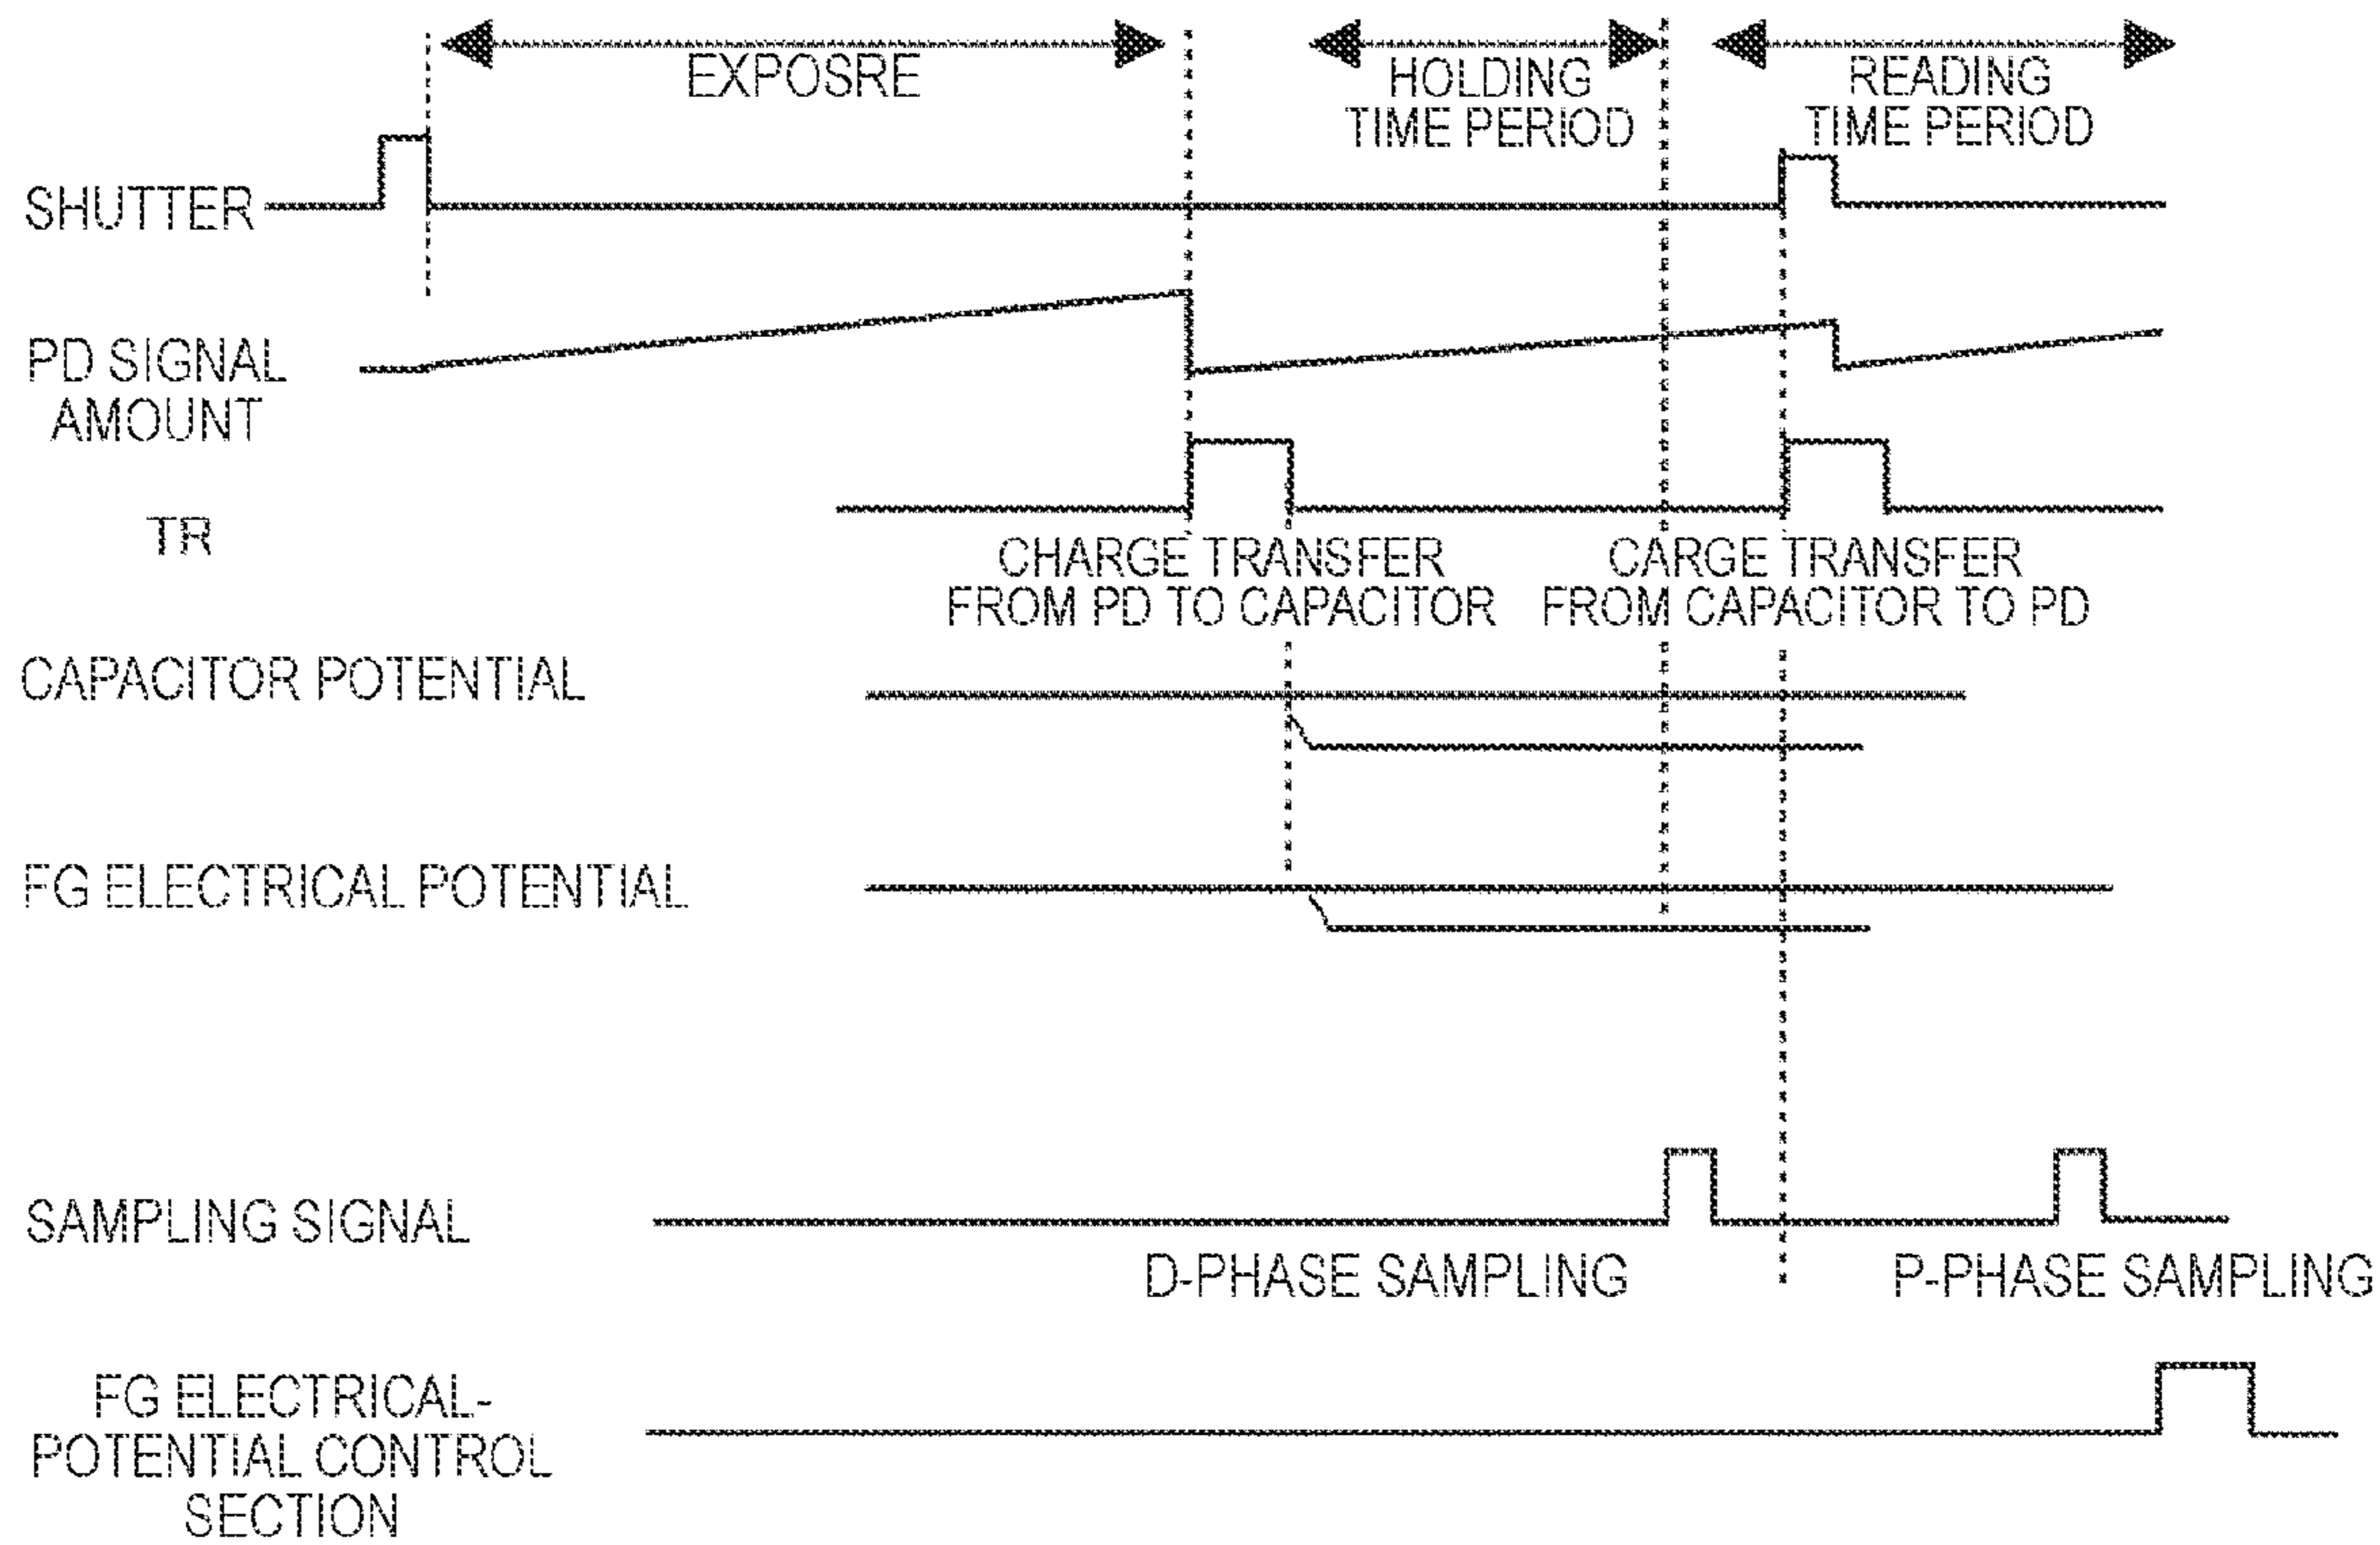 EXPOSRE
HOLDING
TIME PERIOD
READING
TIME PERIOD
SHUTTER
PD SIGNAL
AMOUNT
TR
CHARGE TRANSFER
FROM PD TO CAPACITOR
CARGE TRANSFER
FROM CAPACITOR TO PD
CAPACITOR POTENTIAL
FG ELECTRICAL POTENTIAL
SAMPLING SIGNAL
D-PHASE SAMPLING
P-PHASE SAMPLING
FG ELECTRICAL-
POTENTIAL CONTROL
SECTION